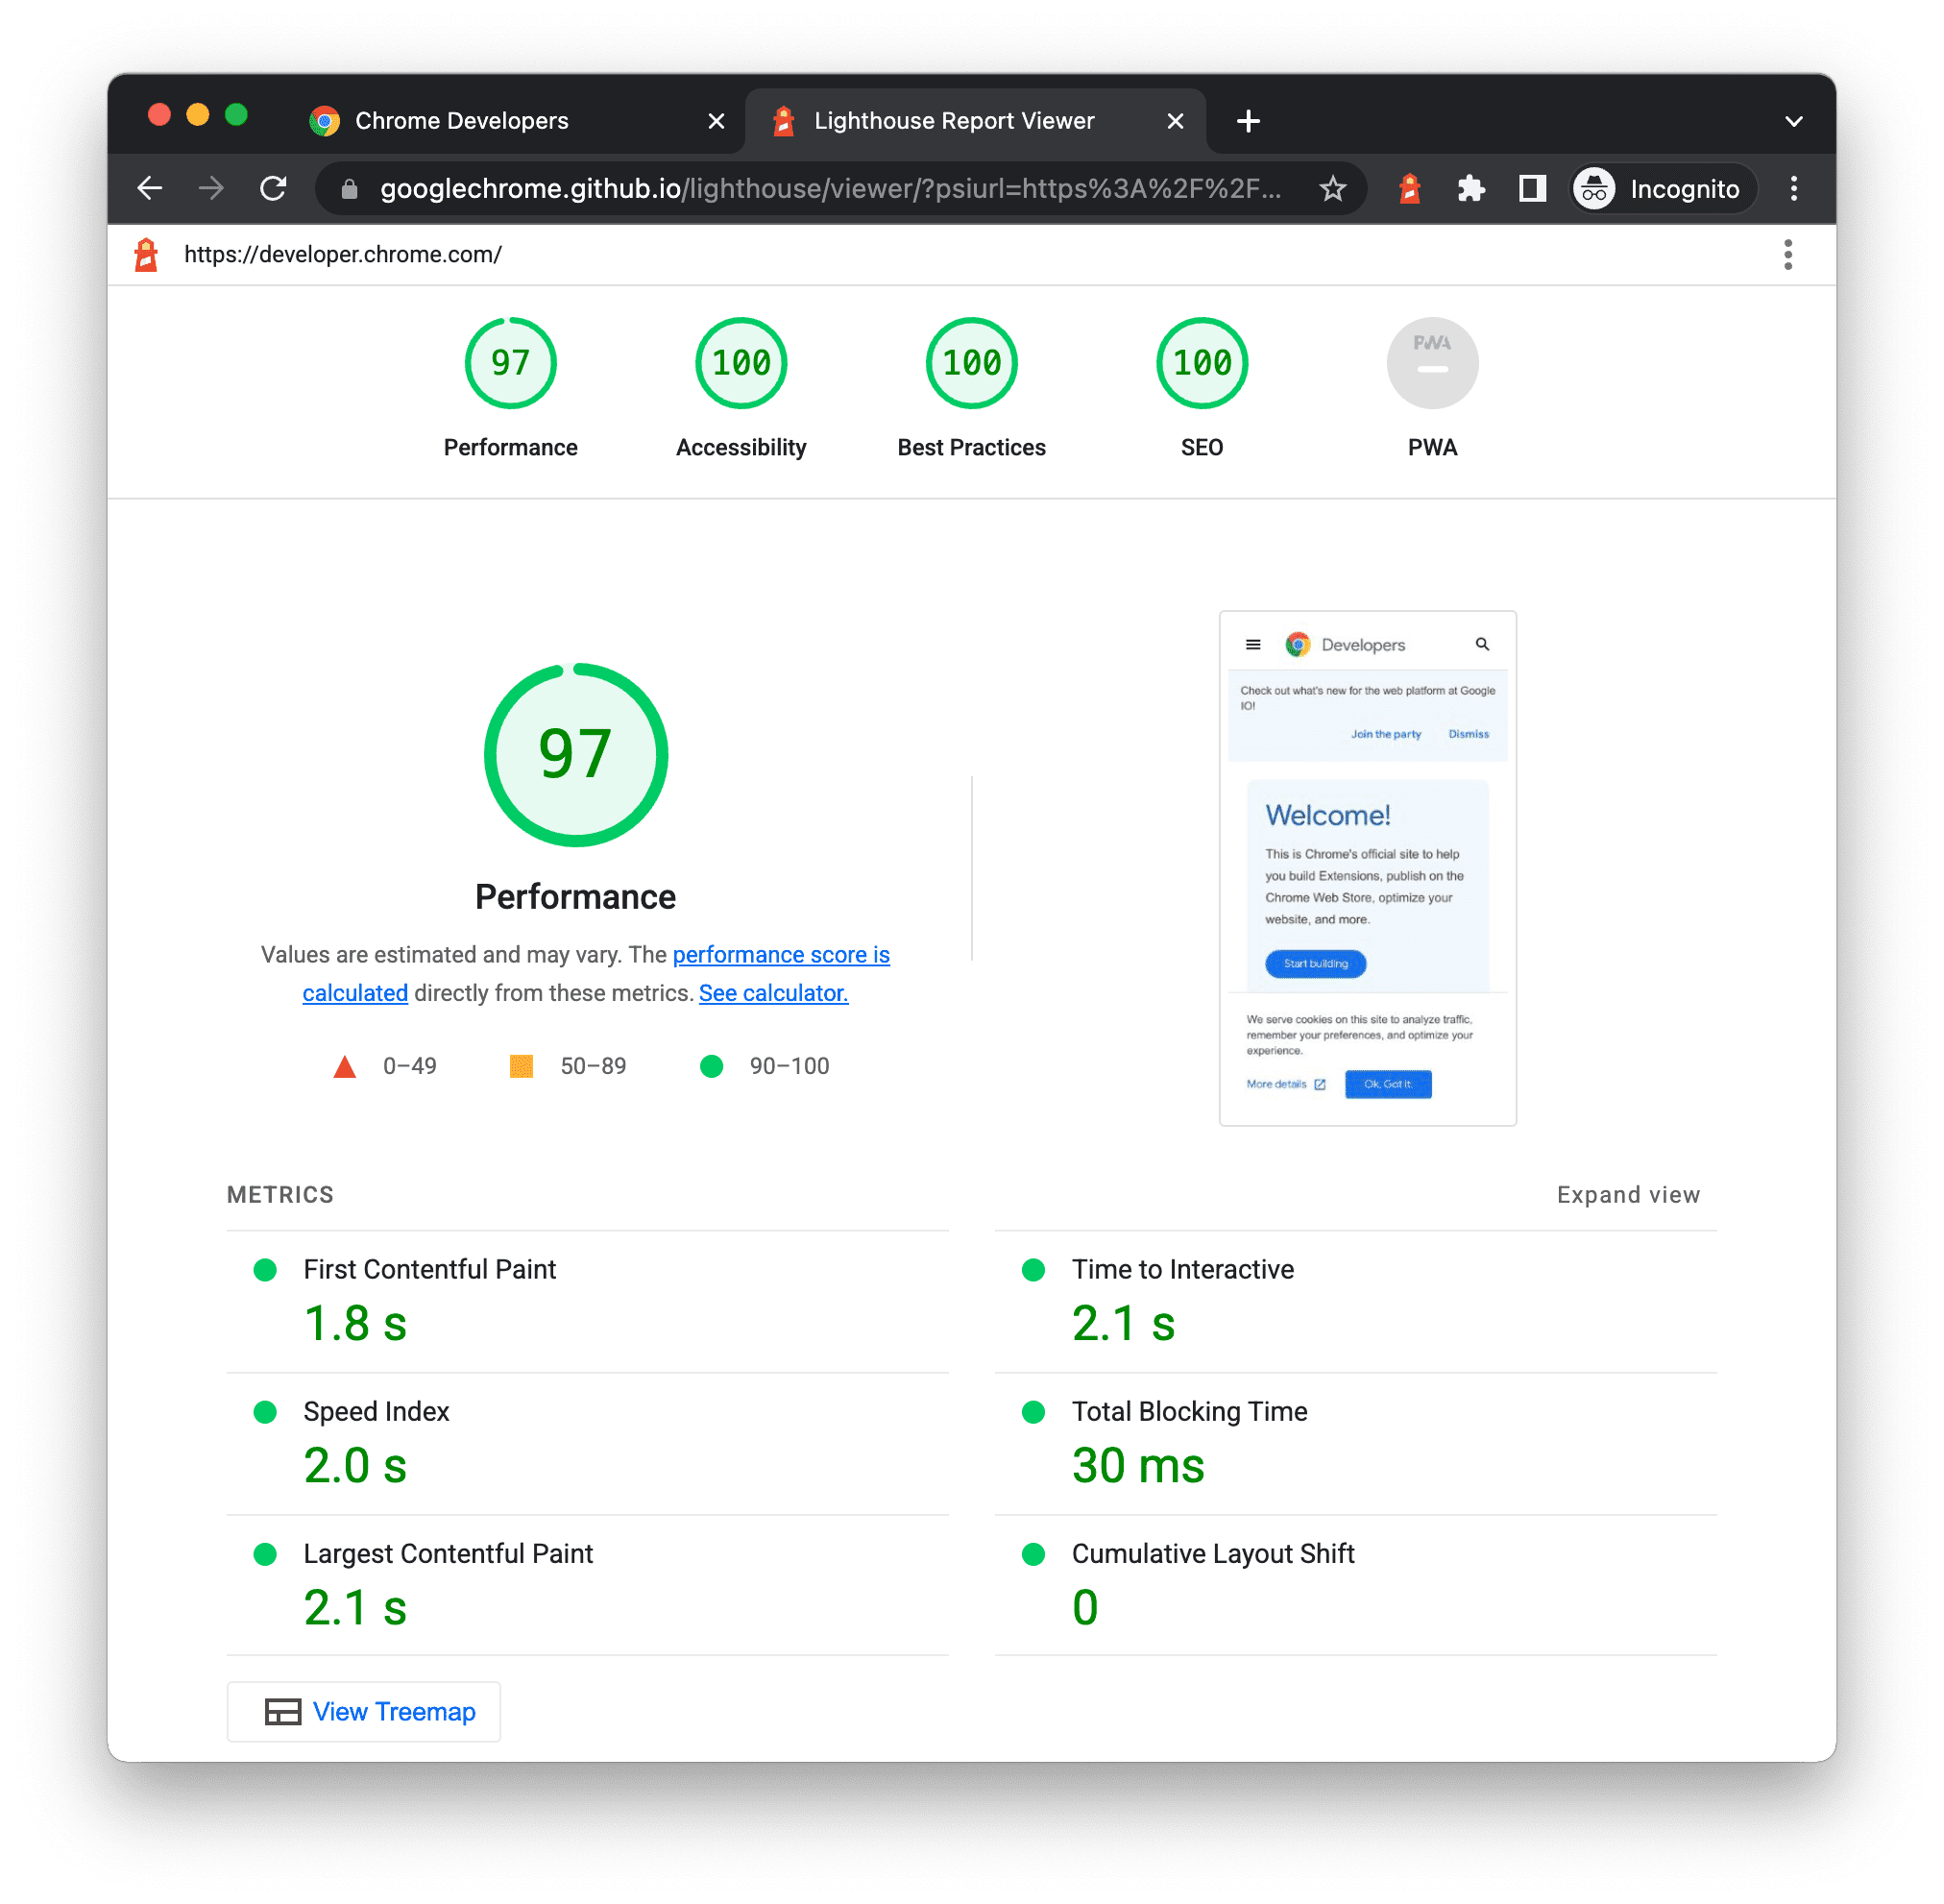 Chrome Developers
Lighthouse Report Viewer
googlechrome.github.io/lighthouse/viewer/?psiurl=https%3A%2F%2F...
Incognito
https://developer.chrome.com/
97
100
100
100
PWA
Performance
Accessibility
Best Practices
SEO
PWA
97
Performance
Values are estimated and may vary. The performance score is
calculated directly from these metrics. See calculator.
0–49
50–89
90–100
Developers
Check out what's new for the web platform at Google
IO!
Join the party
Dismiss
Welcome!
This is Chrome's official site to help
you build Extensions, publish on the
Chrome Web Store, optimize your
website, and more.
Start building
We serve cookies on this site to analyze traffic,
remember your preferences, and optimize your
experience.
More details
Ok, Got It.
METRICS
Expand view
First Contentful Paint
1.8 s
Time to Interactive
2.1 s
Speed Index
2.0 s
Total Blocking Time
30 ms
Largest Contentful Paint
2.1 s
Cumulative Layout Shift
0
View Treemap